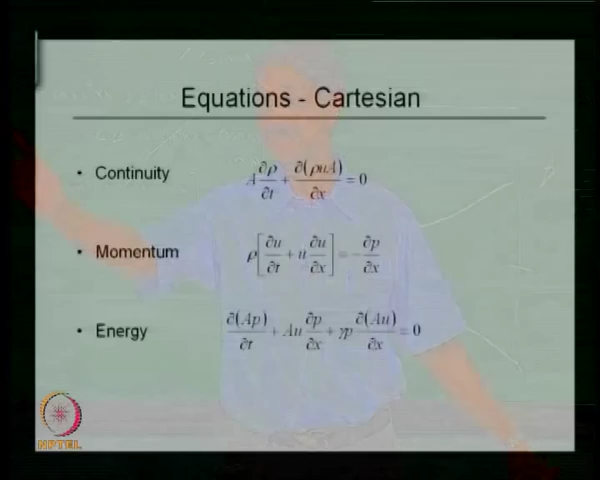 Equations - Cartesian
• Continuity A ∂ρ/∂t + ∂(ρuA)/∂x = 0
• Momentum ρ[∂u/∂t + u ∂u/∂x] = -∂p/∂x
• Energy ∂(Ap)/∂t + Au ∂p/∂x + γp ∂(Au)/∂x = 0
NPTEL